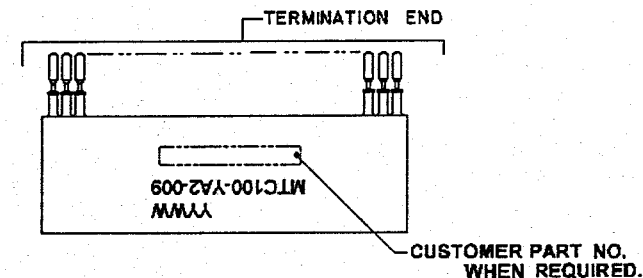 TERMINATION END
YYWW
MTC100-YA2-009
CUSTOMER PART NO.
WHEN REQUIRED.